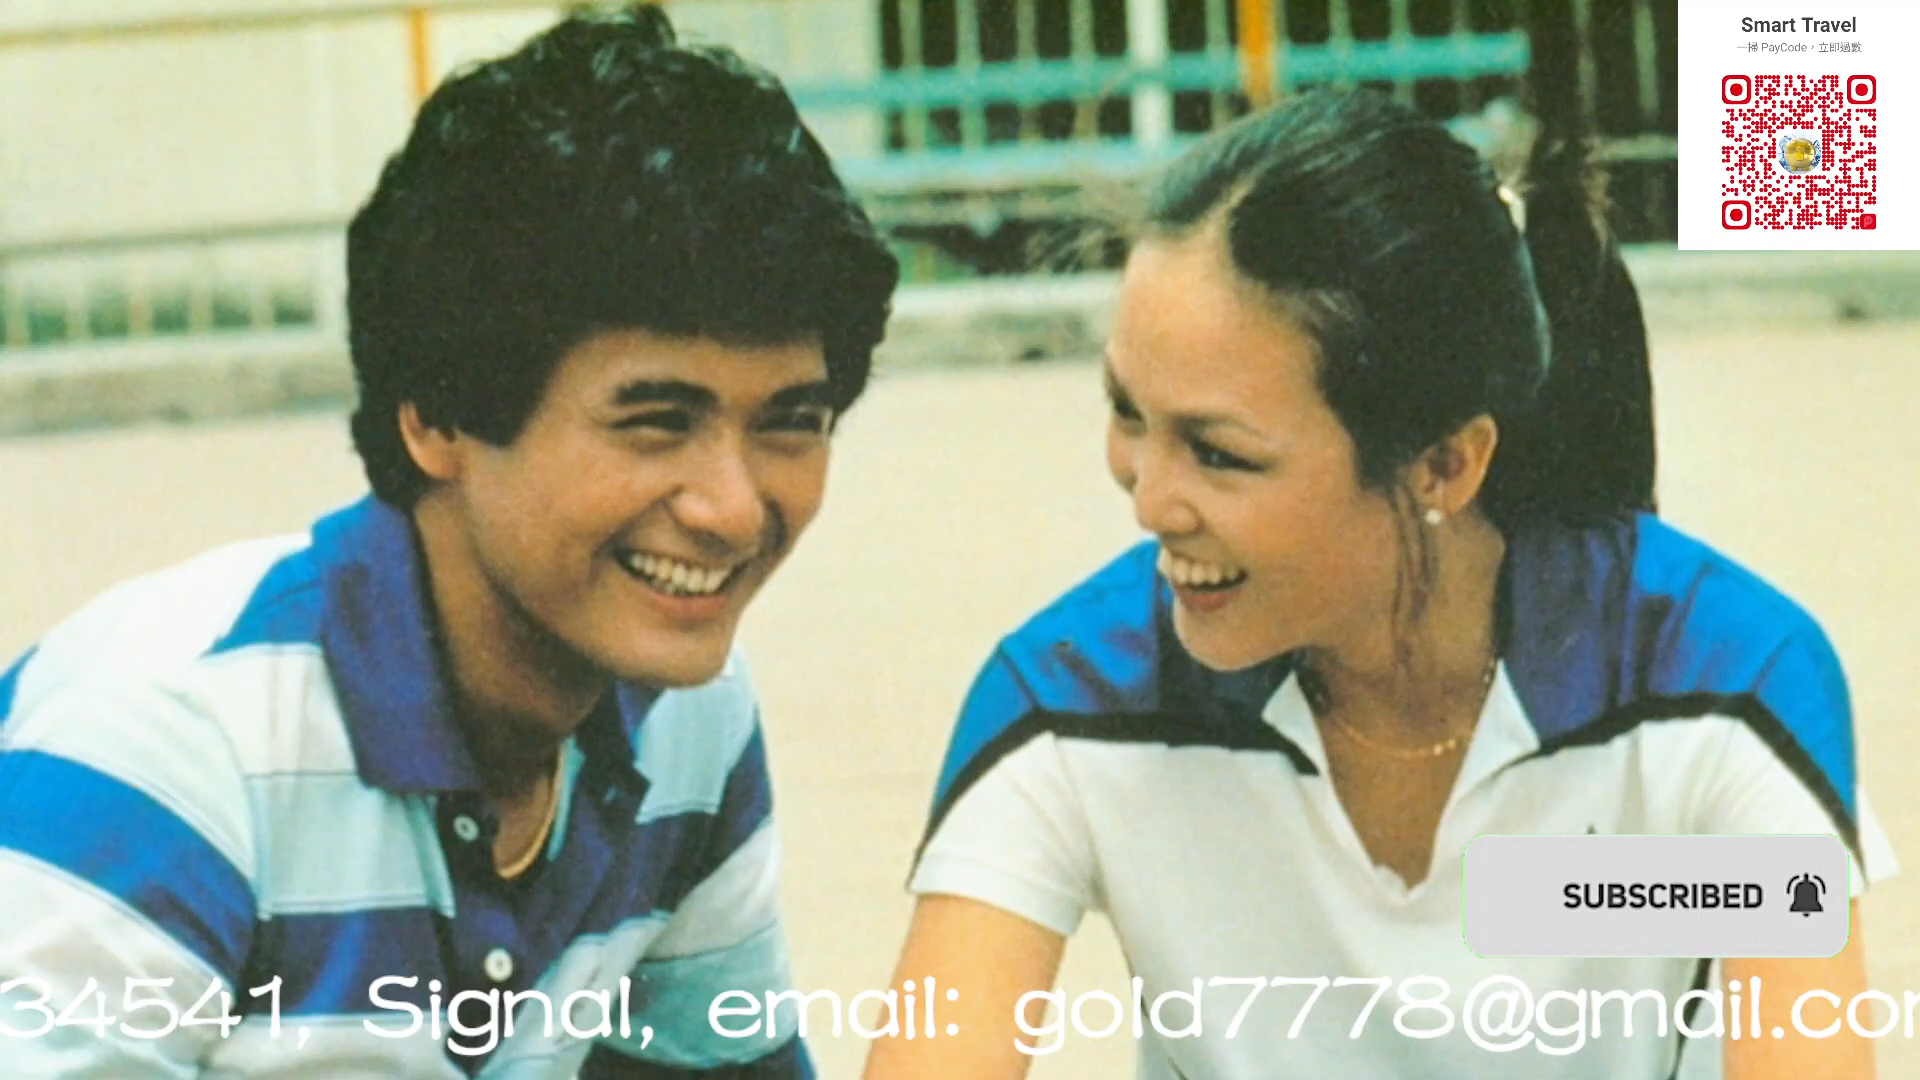 Smart Travel
一掃 PayCode，立即過數
SUBSCRIBED
34541, Signal, email: gold7778@gmail.co